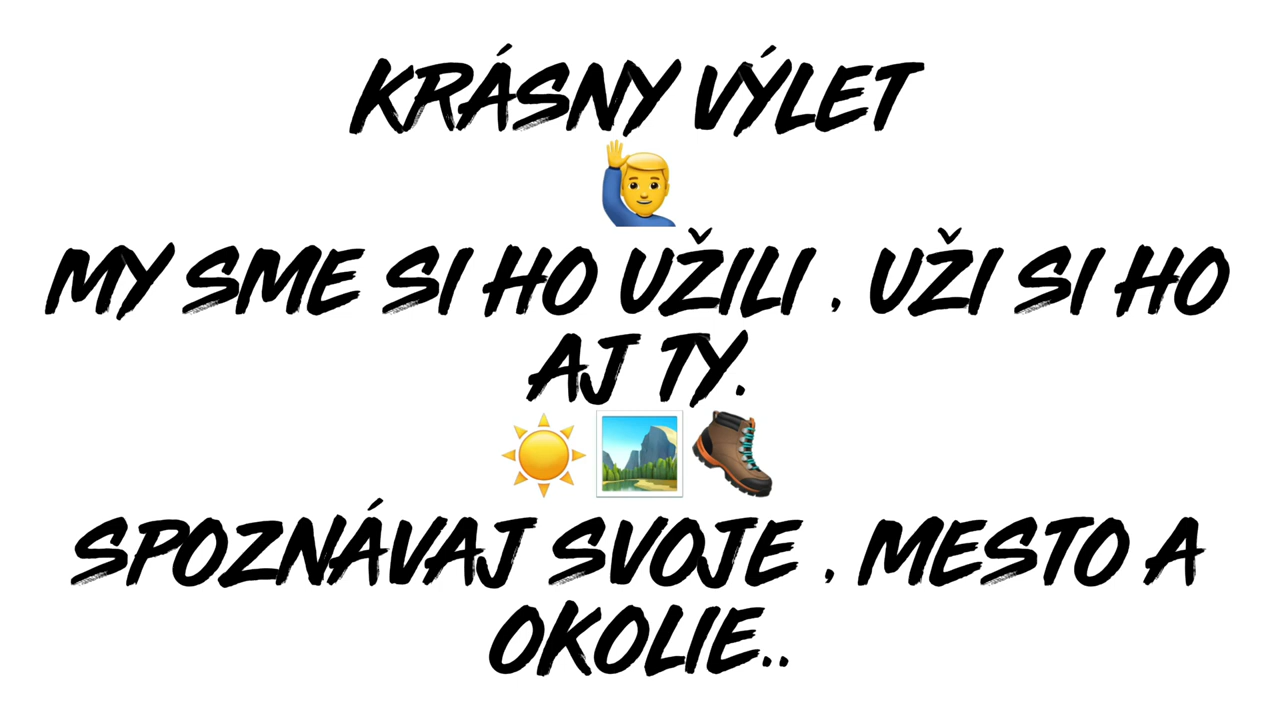 KRÁSNY VÝLET
🙋‍♂️
MY SME SI HO UŽILI , UŽI SI HO
AJ TY.
☀️🏞️🥾
SPOZNÁVAJ SVOJE , MESTO A
OKOLIE..